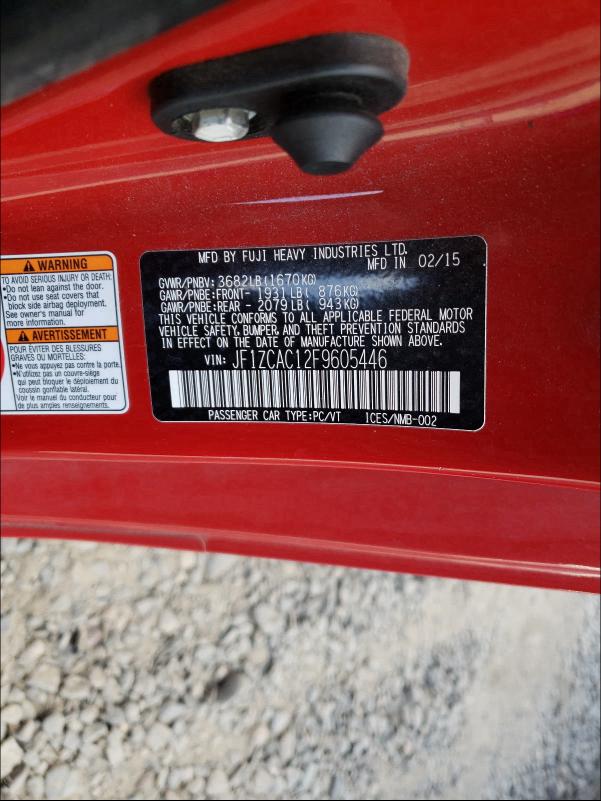 WARNING
TO AVOID SERIOUS INJURY OR DEATH:
•Do not lean against the door.
•Do not use seat covers that
block side airbag deployment.
See owner's manual for
more information.
AVERTISSEMENT
POUR ÉVITER DES BLESSURES
GRAVES OU MORTELLES:
•Ne vous appuyez pas contre la porte.
•N'utilisez pas un couvre-siège
qui peut bloquer le déploiement du
coussin gonflable latéral.
Voir le manuel du conducteur pour
de plus amples renseignements.
MFD BY FUJI HEAVY INDUSTRIES LTD.
MFD IN 02/15
GVWR/PNBV: 3682LB(1670KG)
GAWR/PNBE:FRONT- 1931LB( 876KG)
GAWR/PNBE:REAR - 2079LB( 943KG)
THIS VEHICLE CONFORMS TO ALL APPLICABLE FEDERAL MOTOR
VEHICLE SAFETY, BUMPER, AND THEFT PREVENTION STANDARDS
IN EFFECT ON THE DATE OF MANUFACTURE SHOWN ABOVE.
VIN: JF1ZCAC12F9605446
PASSENGER CAR TYPE:PC/VT ICES/NMB-002